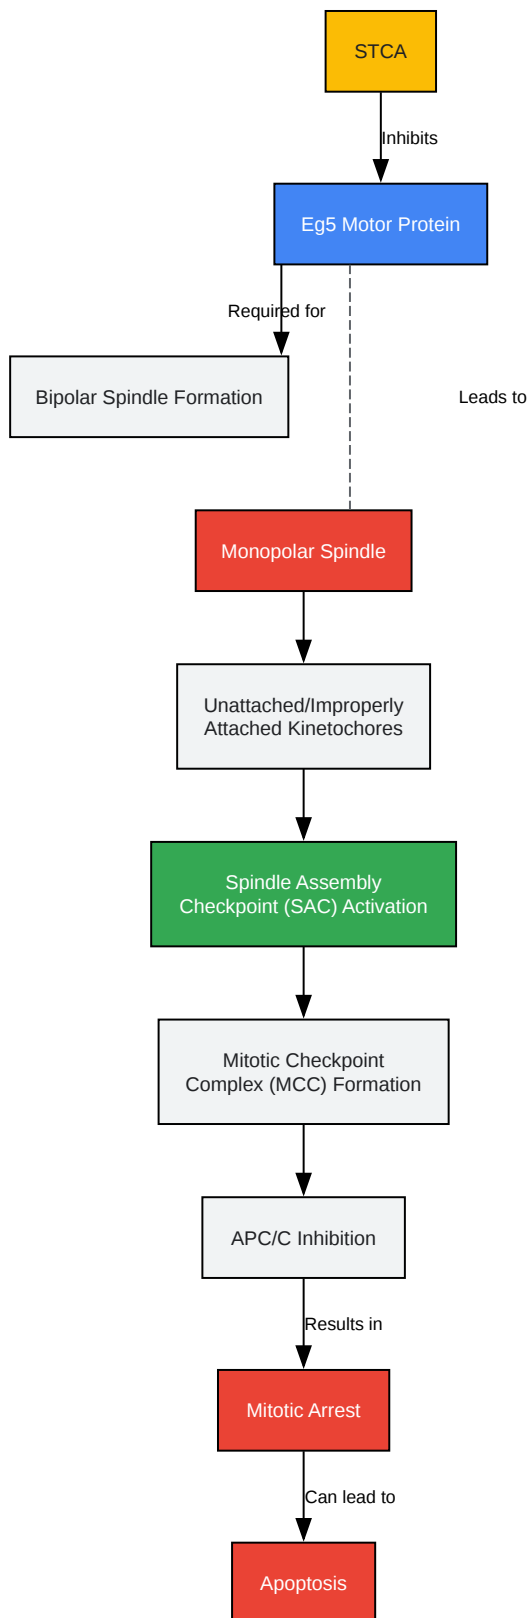 STCA
Inhibits
Eg5 Motor Protein
Required for
Bipolar Spindle Formation
Leads to
Monopolar Spindle
Unattached/Improperly
Attached Kinetochores
Spindle Assembly
Checkpoint (SAC) Activation
Mitotic Checkpoint
Complex (MCC) Formation
APC/C Inhibition
Results in
Mitotic Arrest
Can lead to
Apoptosis